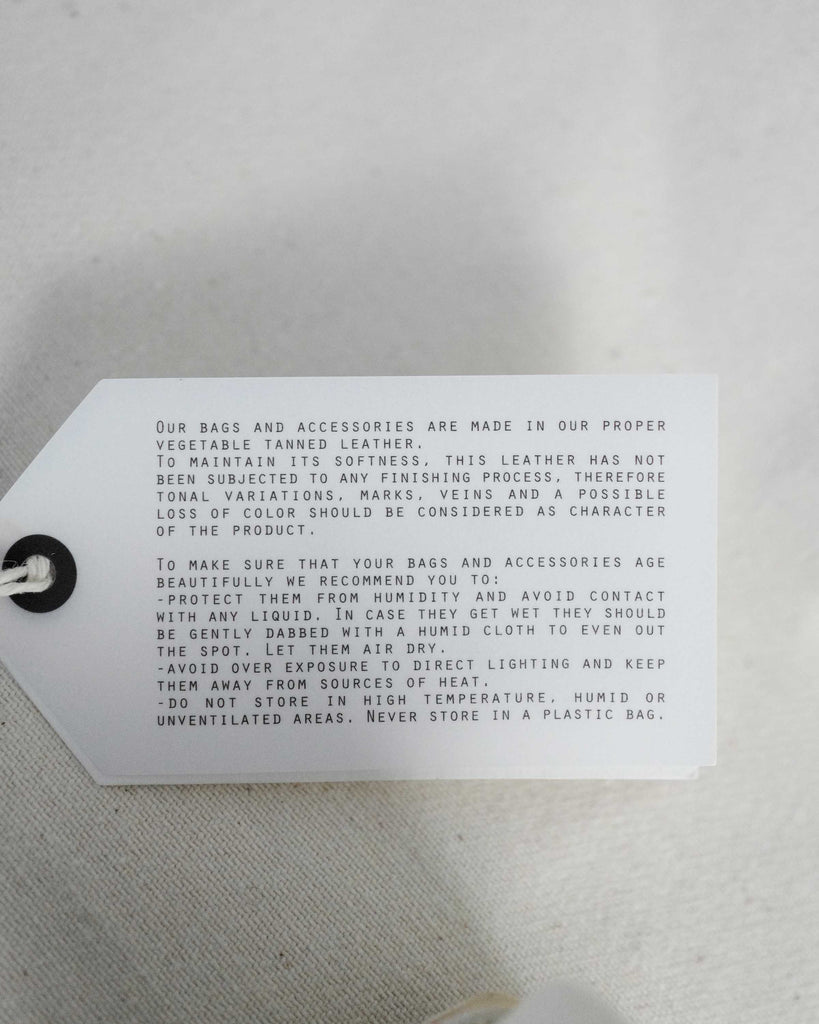 OUR BAGS AND ACCESSORIES ARE MADE IN OUR PROPER
VEGETABLE TANNED LEATHER.
TO MAINTAIN ITS SOFTNESS, THIS LEATHER HAS NOT
BEEN SUBJECTED TO ANY FINISHING PROCESS, THEREFORE
TONAL VARIATIONS, MARKS, VEINS AND A POSSIBLE
LOSS OF COLOR SHOULD BE CONSIDERED AS CHARACTER
OF THE PRODUCT.
TO MAKE SURE THAT YOUR BAGS AND ACCESSORIES AGE
BEAUTIFULLY WE RECOMMEND YOU TO:
-PROTECT THEM FROM HUMIDITY AND AVOID CONTACT
WITH ANY LIQUID. IN CASE THEY GET WET THEY SHOULD
BE GENTLY DABBED WITH A HUMID CLOTH TO EVEN OUT
THE SPOT. LET THEM AIR DRY.
-AVOID OVER EXPOSURE TO DIRECT LIGHTING AND KEEP
THEM AWAY FROM SOURCES OF HEAT.
-DO NOT STORE IN HIGH TEMPERATURE, HUMID OR
UNVENTILATED AREAS. NEVER STORE IN A PLASTIC BAG.